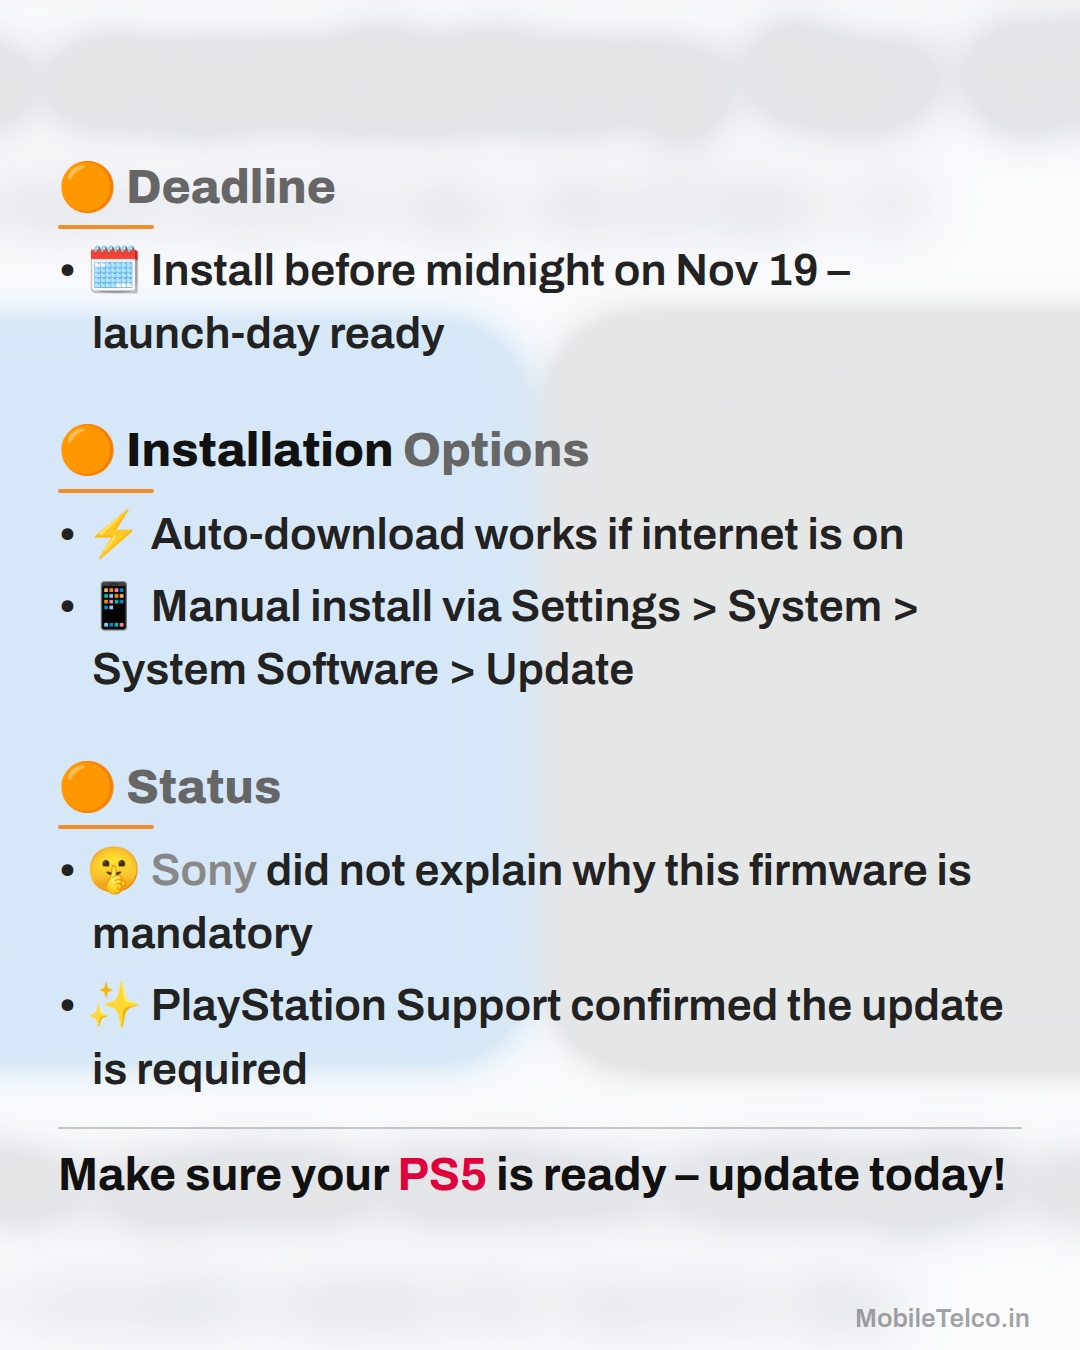 🟠 Deadline
• 🗓️ Install before midnight on Nov 19 –
launch-day ready
🟠 Installation Options
• ⚡ Auto-download works if internet is on
• 📱 Manual install via Settings > System >
System Software > Update
🟠 Status
• 🤫 Sony did not explain why this firmware is
mandatory
• ✨ PlayStation Support confirmed the update
is required
Make sure your PS5 is ready – update today!
MobileTelco.in